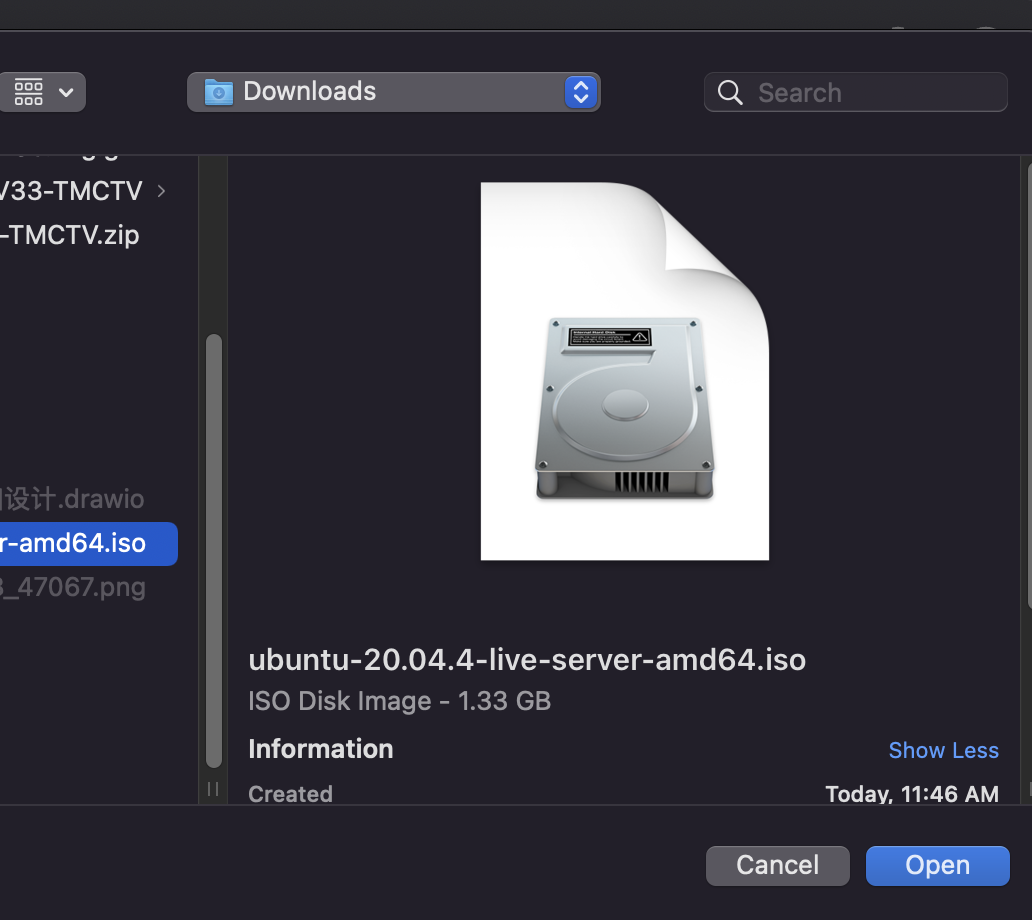 Downloads
Search
V33-TMCTV
-TMCTV.zip
设计.drawio
r-amd64.iso
_47067.png
ubuntu-20.04.4-live-server-amd64.iso
ISO Disk Image - 1.33 GB
Information
Show Less
Created
Today, 11:46 AM
Cancel
Open